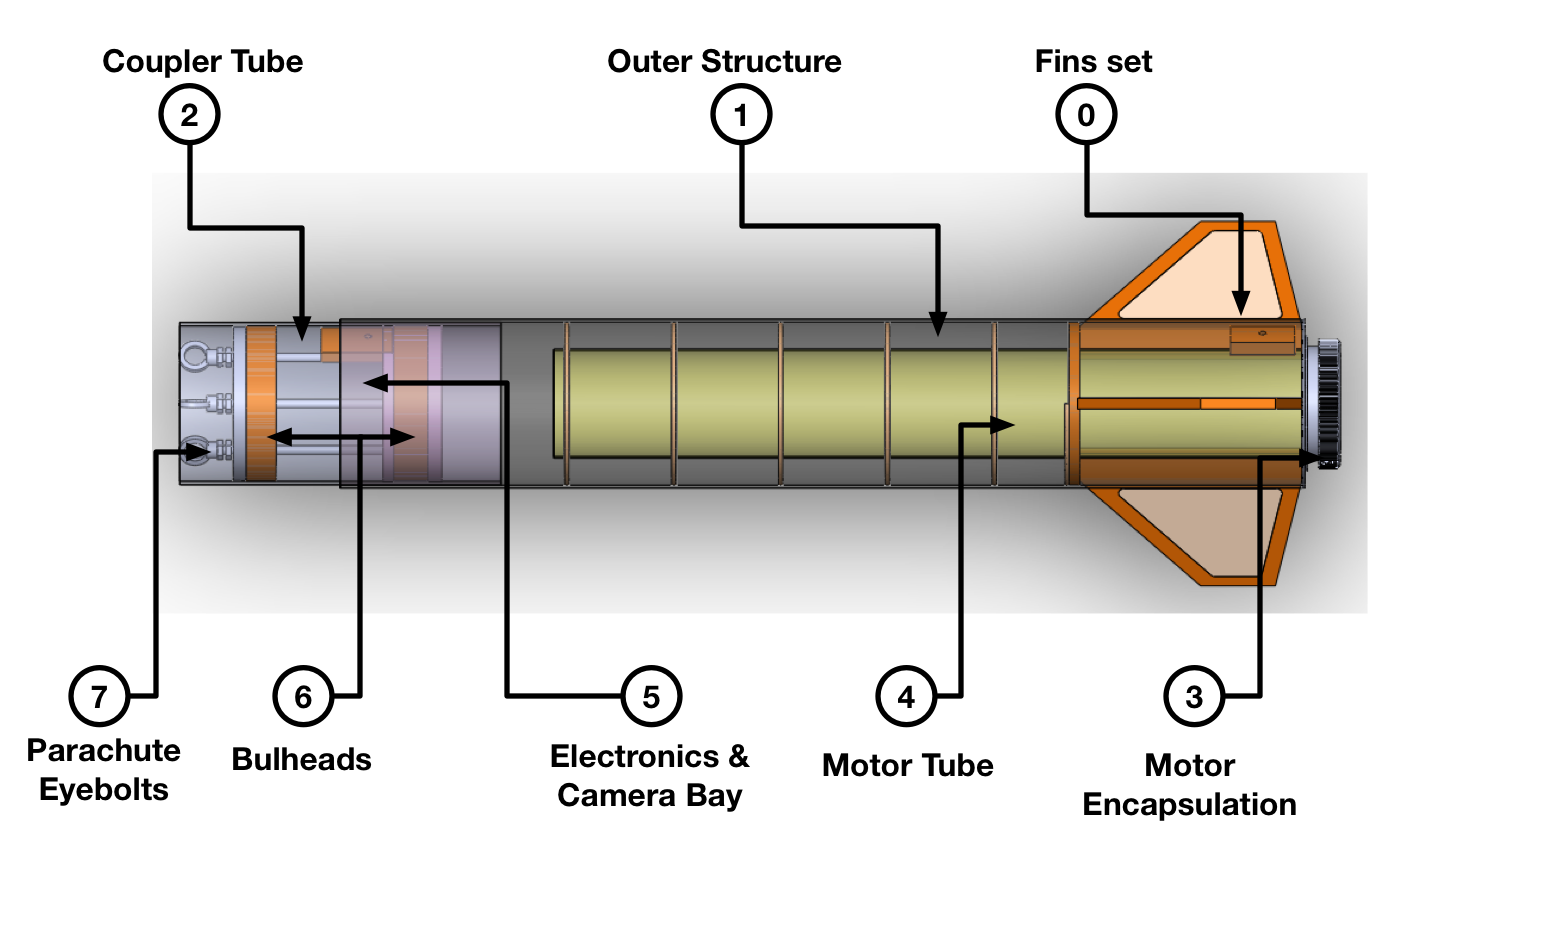 Coupler Tube
2
Outer Structure
1
Fins set
0
7
Parachute
Eyebolts
6
Bulheads
5
Electronics &
Camera Bay
4
Motor Tube
3
Motor
Encapsulation